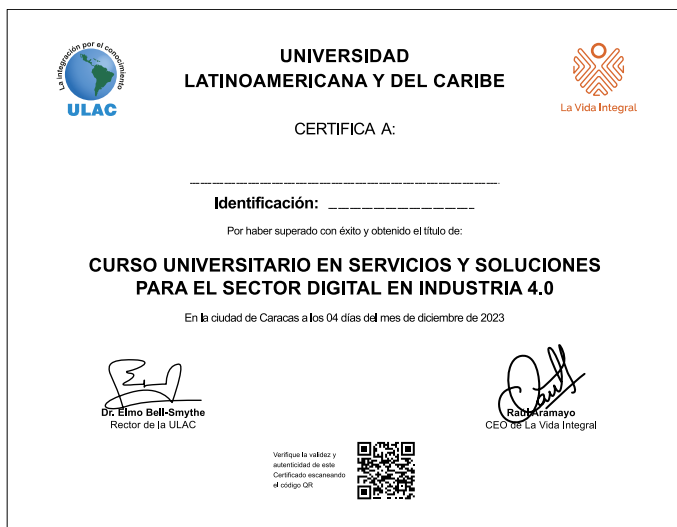 La integración por el conocimiento
ULAC
UNIVERSIDAD
LATINOAMERICANA Y DEL CARIBE
La Vida Integral
CERTIFICA A:
Identificación: _ _ _ _ _ _ _ _ _ _ _ _ _
Por haber superado con éxito y obtenido el título de:
CURSO UNIVERSITARIO EN SERVICIOS Y SOLUCIONES
PARA EL SECTOR DIGITAL EN INDUSTRIA 4.0
En la ciudad de Caracas a los 04 días del mes de diciembre de 2023
Dr. Elmo Bell-Smythe
Rector de la ULAC
Raúl Aramayo
CEO de La Vida Integral
Verifique la validez y
autenticidad de este
Certificado escaneando
el código QR